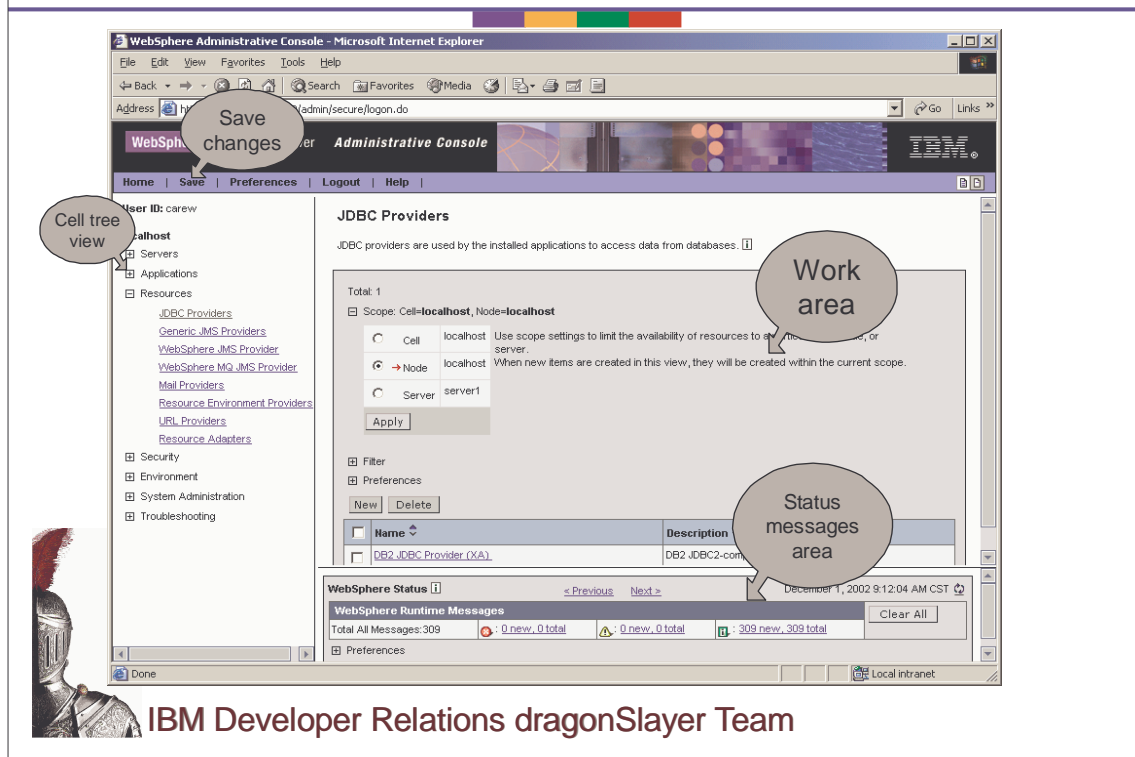 WebSphere Administrative Console - Microsoft Internet Explorer
File Edit View Favorites Tools Help
Back Search Favorites Media
Address min/secure/logon.do Go Links »
Save changes
Administrative Console IBM
Home | Save | Preferences | Logout | Help |
Cell tree view
User ID: carew
Servers
Applications
Resources
JDBC Providers
Generic JMS Providers
WebSphere JMS Provider
WebSphere MQ JMS Provider
Mail Providers
Resource Environment Providers
URL Providers
Resource Adapters
Security
Environment
System Administration
Troubleshooting
JDBC Providers
JDBC providers are used by the installed applications to access data from databases.
Work area
Total: 1
Scope: Cell=localhost, Node=localhost
Cell localhost Use scope settings to limit the availability of resources to a or
server.
Node localhost When new items are created in this view, they will be created within the current scope.
Server server1
Apply
Filter
Preferences
New Delete
Status messages area
Name Description
DB2 JDBC Provider (XA) DB2 JDBC2-com
WebSphere Status < Previous Next > December 1, 2002 9:12:04 AM CST
WebSphere Runtime Messages Clear All
Total All Messages:309 : 0 new, 0 total : 0 new, 0 total : 309 new, 309 total
Preferences
Done Local intranet
IBM Developer Relations dragonSlayer Team